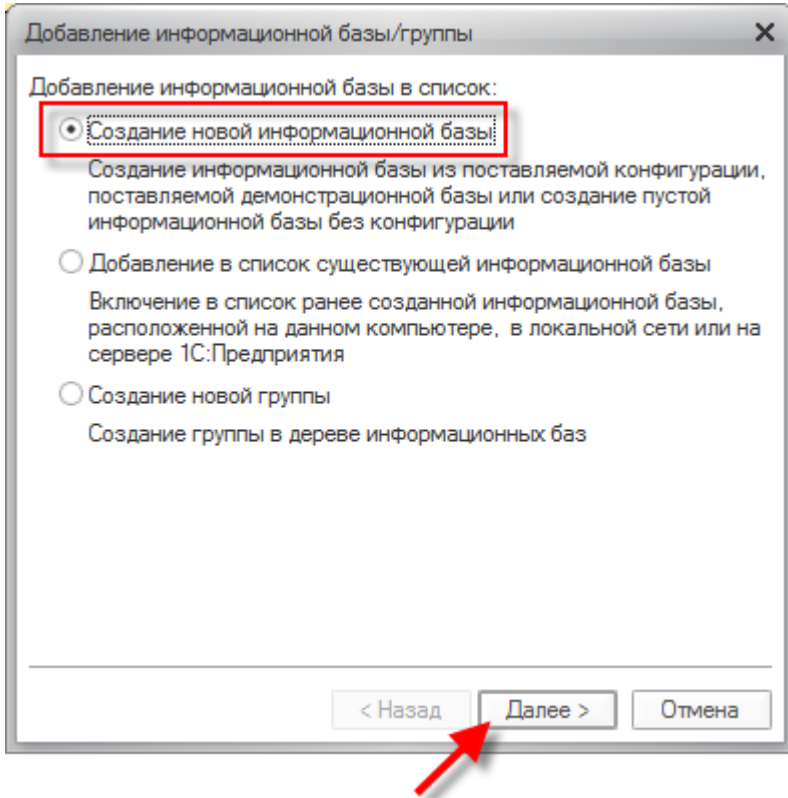 Добавление информационной базы/группы
Добавление информационной базы в список:
Создание новой информационной базы
Создание информационной базы из поставляемой конфигурации,
поставляемой демонстрационной базы или создание пустой
информационной базы без конфигурации
Добавление в список существующей информационной базы
Включение в список ранее созданной информационной базы,
расположенной на данном компьютере, в локальной сети или на
сервере 1С:Предприятия
Создание новой группы
Создание группы в дереве информационных баз
< Назад Далее > Отмена